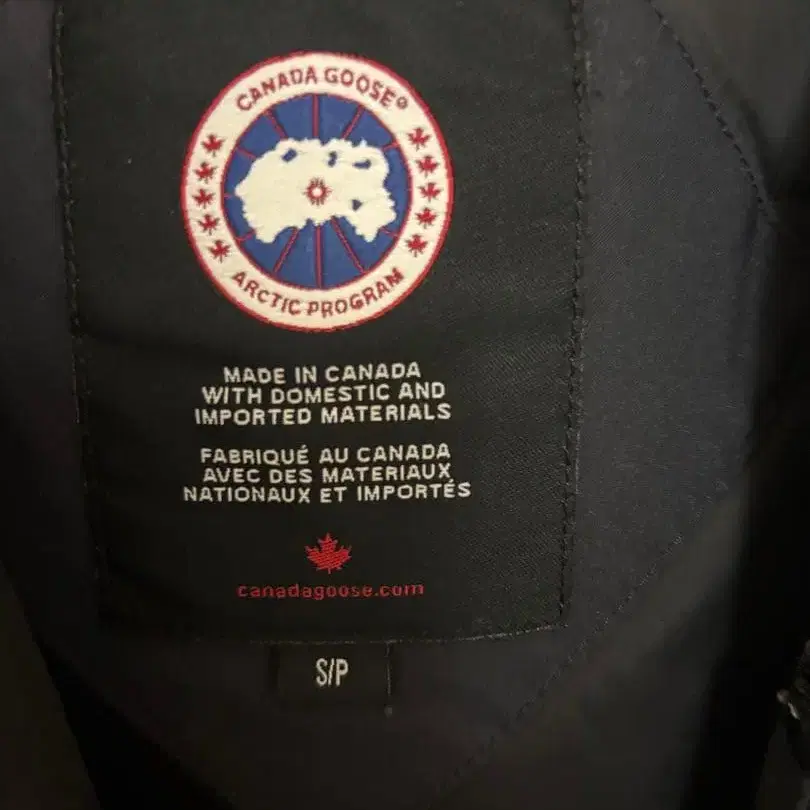 CANADA GOOSE®
ARCTIC PROGRAM
MADE IN CANADA
WITH DOMESTIC AND
IMPORTED MATERIALS
FABRIQUÉ AU CANADA
AVEC DES MATERIAUX
NATIONAUX ET IMPORTÉS
canadagoose.com
S/P